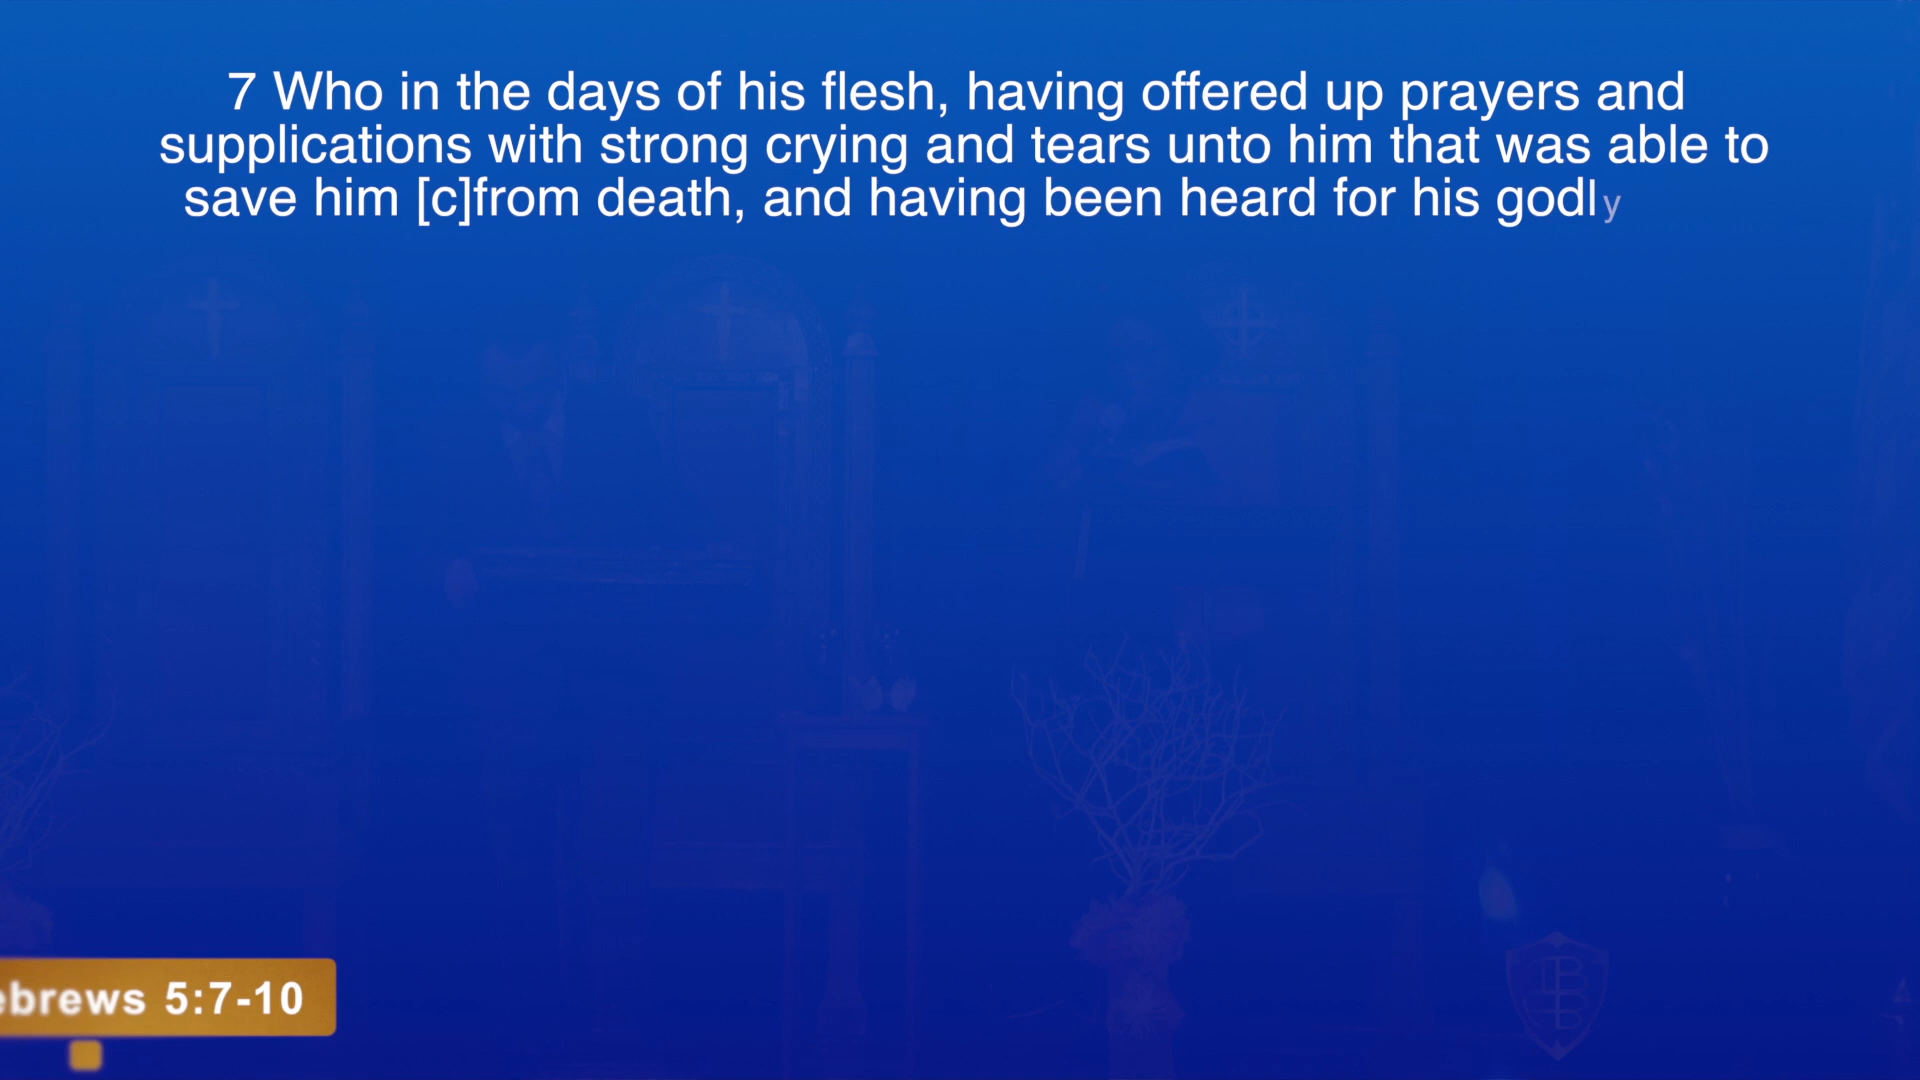 7 Who in the days of his flesh, having offered up prayers and
supplications with strong crying and tears unto him that was able to
save him [c]from death, and having been heard for his godly
ebrews 5:7-10